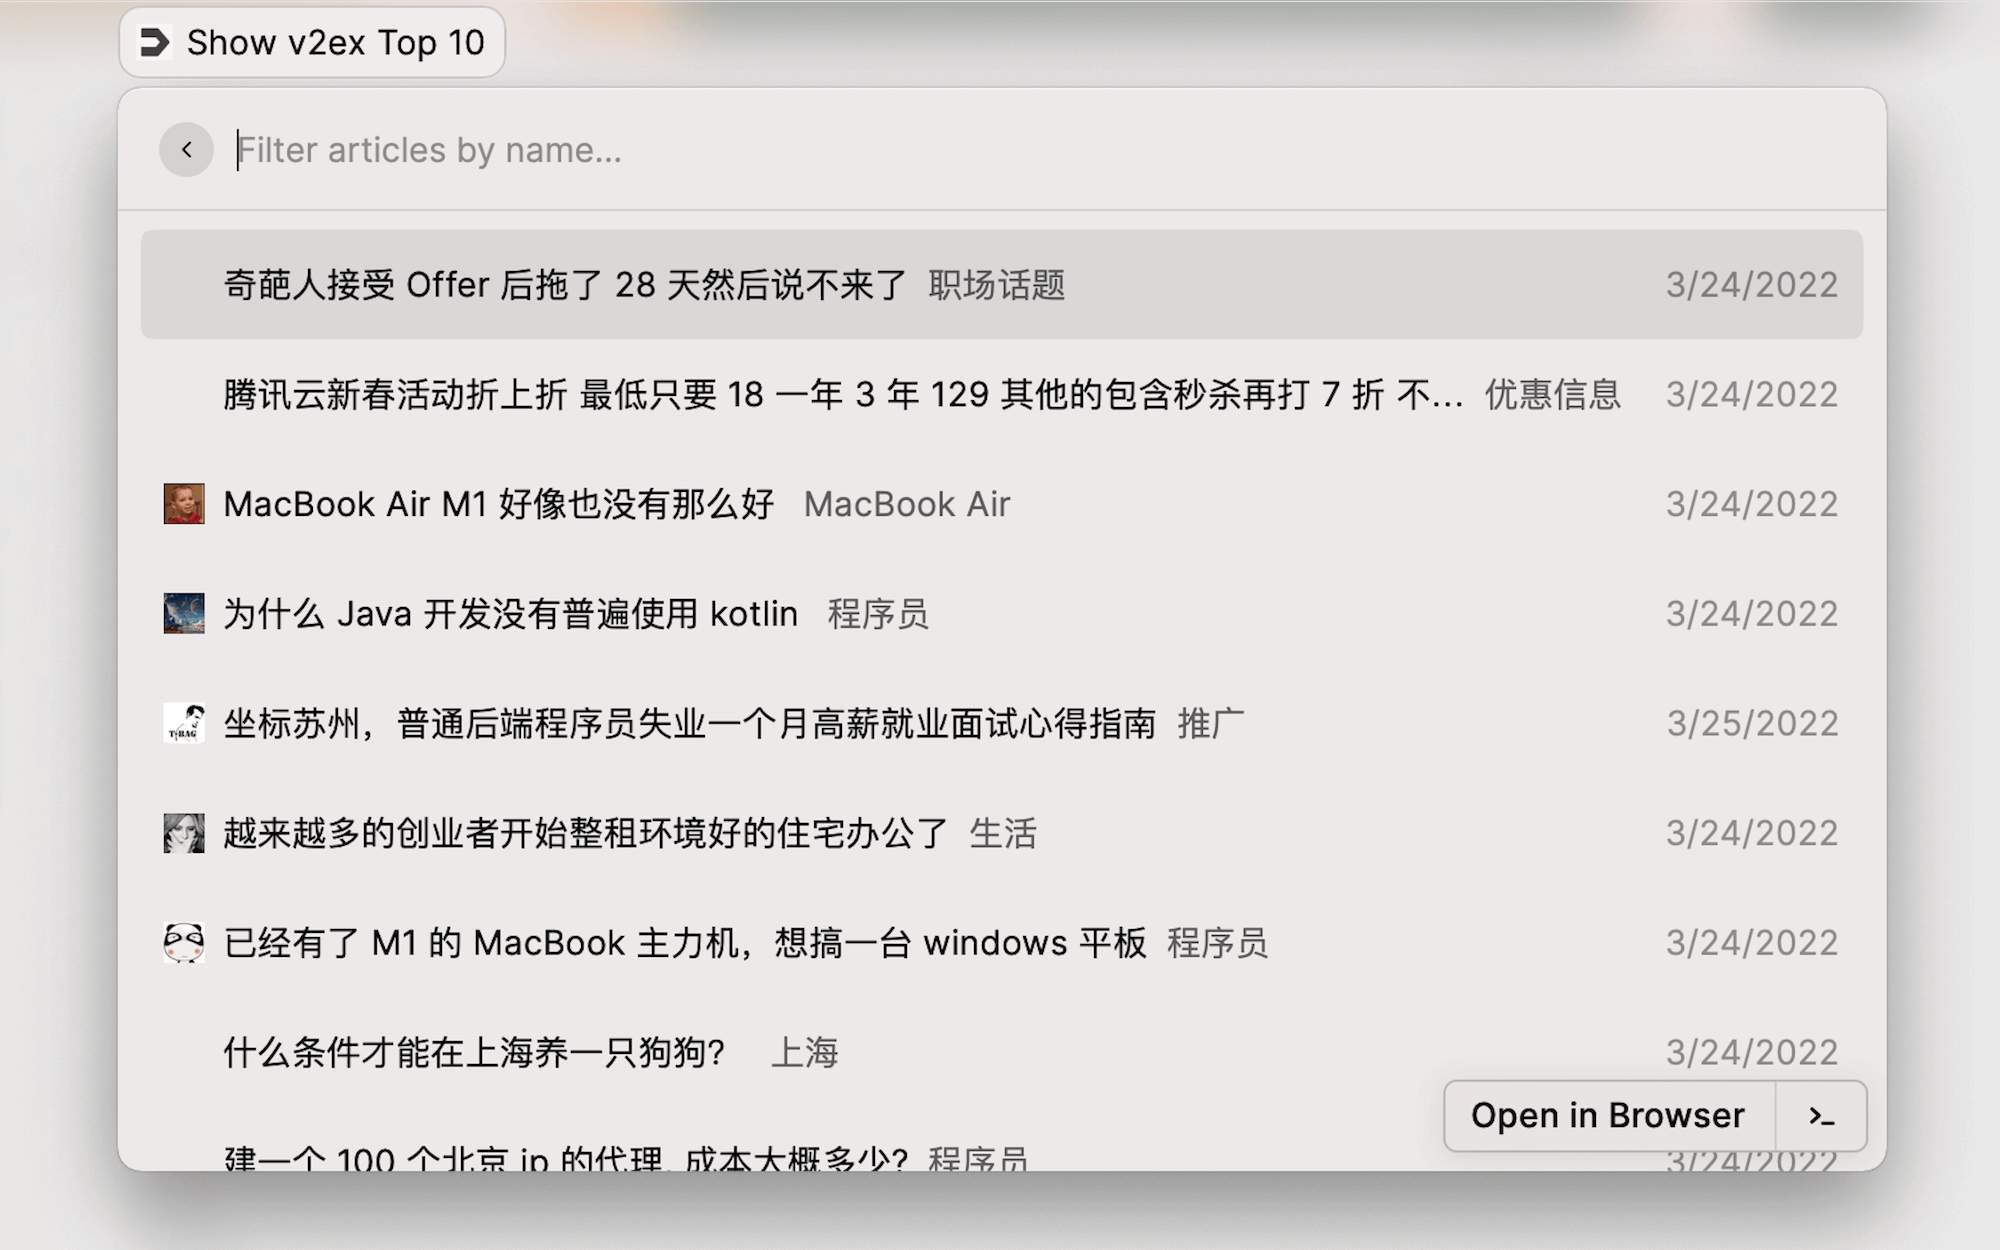 Show v2ex Top 10
Filter articles by name...
奇葩人接受 Offer 后拖了 28 天然后说不来了 职场话题 3/24/2022
腾讯云新春活动折上折 最低只要 18 一年 3 年 129 其他的包含秒杀再打 7 折 不... 优惠信息 3/24/2022
MacBook Air M1 好像也没有那么好 MacBook Air 3/24/2022
为什么 Java 开发没有普遍使用 kotlin 程序员 3/24/2022
坐标苏州，普通后端程序员失业一个月高薪就业面试心得指南 推广 3/25/2022
越来越多的创业者开始整租环境好的住宅办公了 生活 3/24/2022
已经有了 M1 的 MacBook 主力机，想搞一台 windows 平板 程序员 3/24/2022
什么条件才能在上海养一只狗狗？ 上海 3/24/2022
Open in Browser >_
建一个 100 个北京 ip 的代理, 成本大概多少？ 程序员 3/24/2022